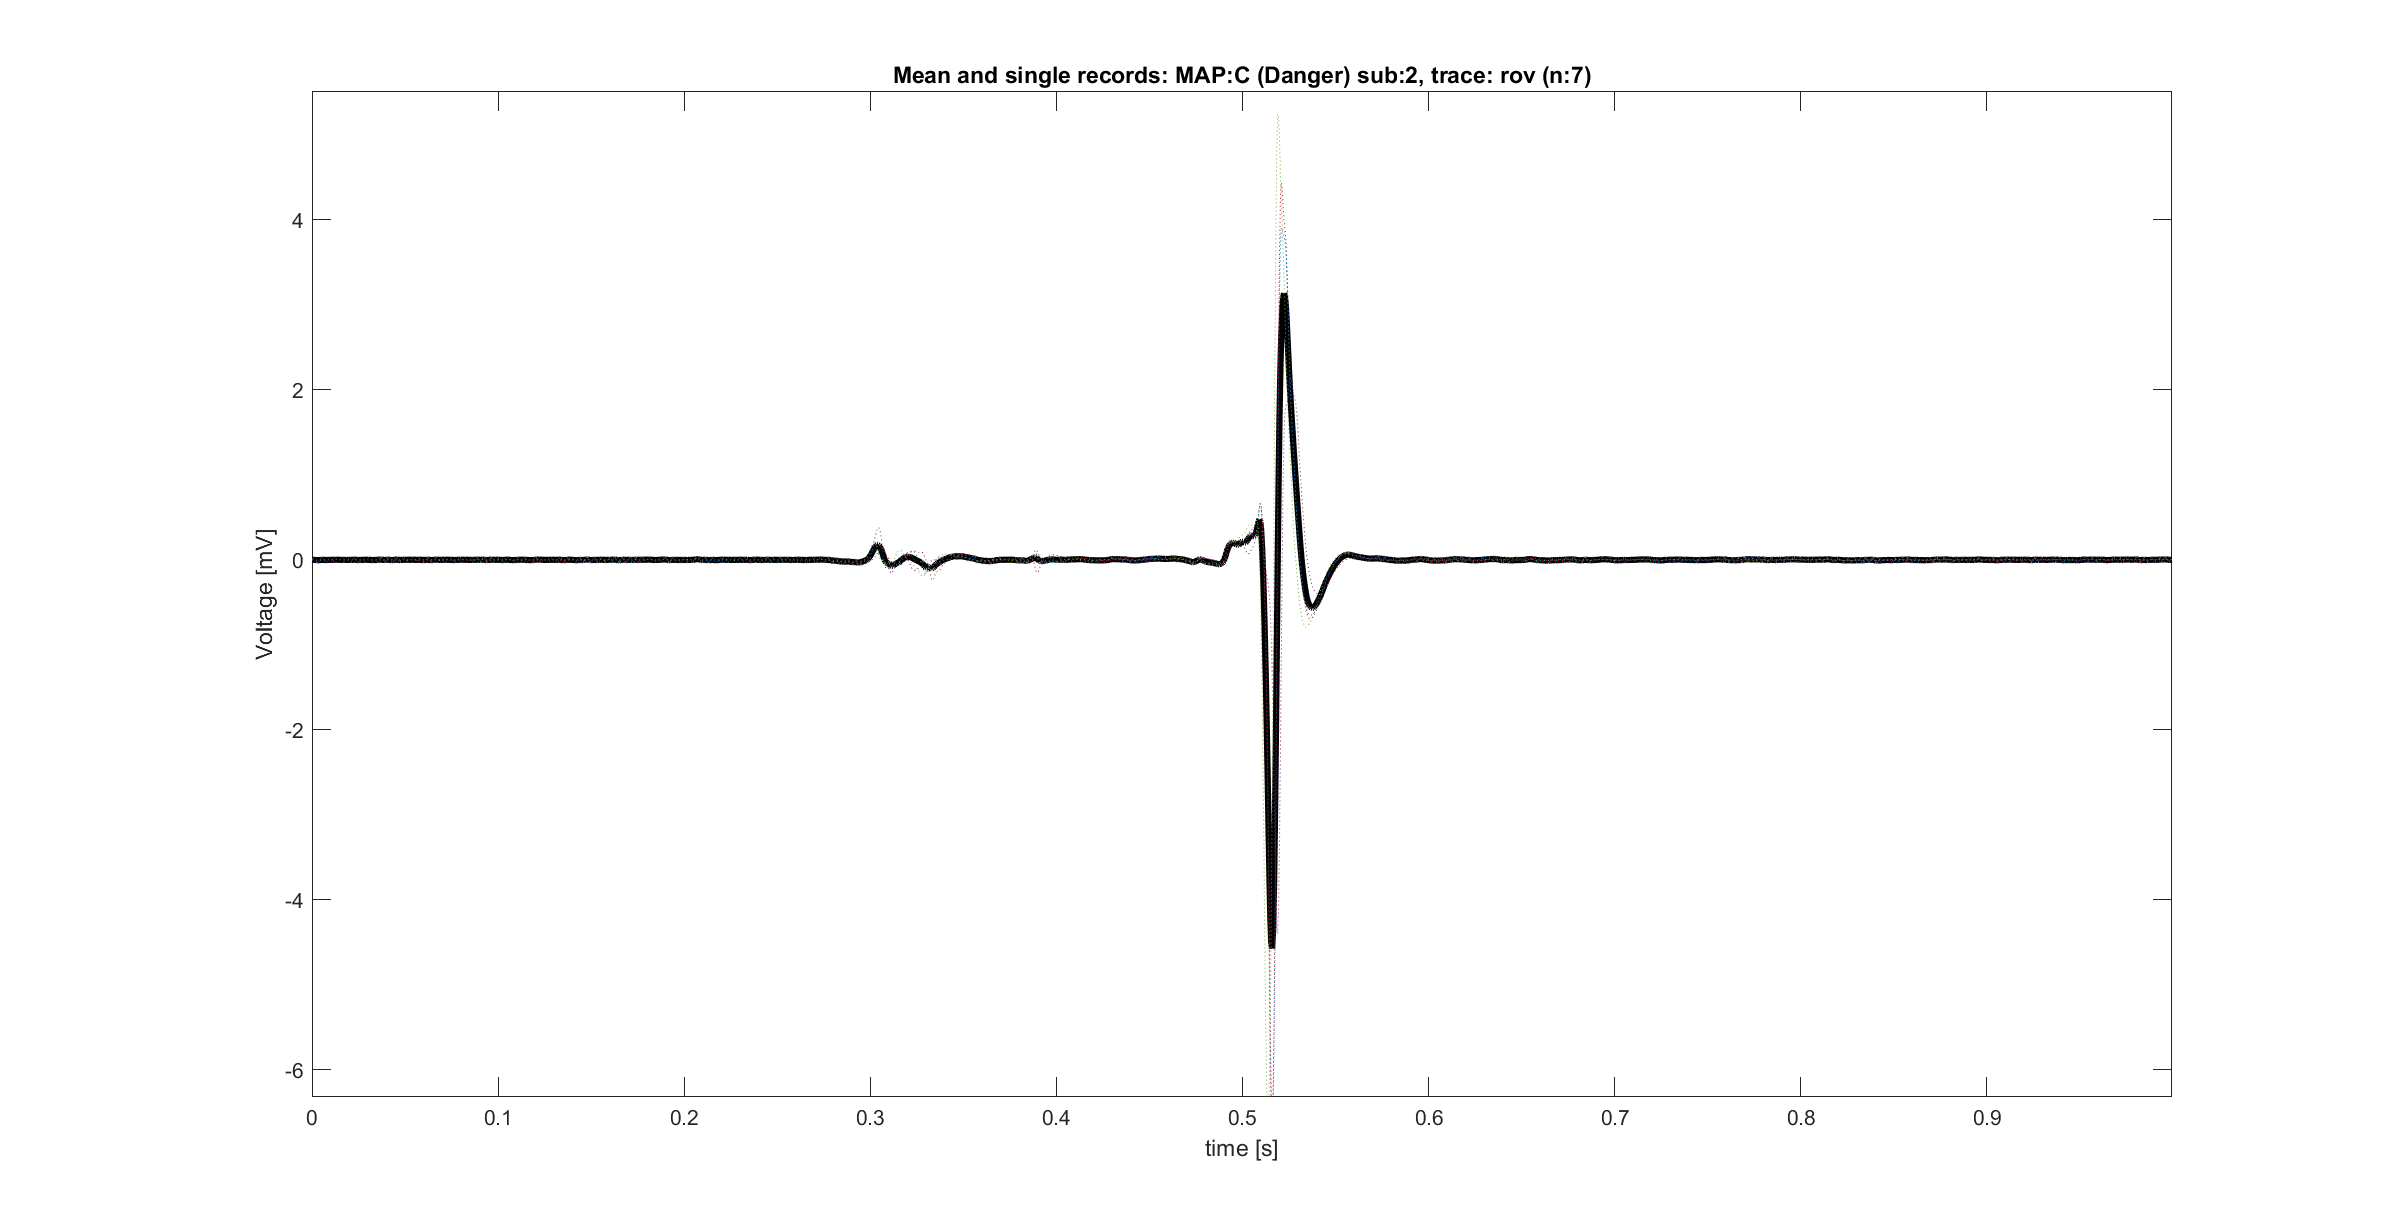 Mean and single records: MAP:C (Danger) sub:2, trace: rov (n:7)
4
2
0
-2
-4
-6
Voltage [mV]
0 0.1 0.2 0.3 0.4 0.5 0.6 0.7 0.8 0.9
time [s]